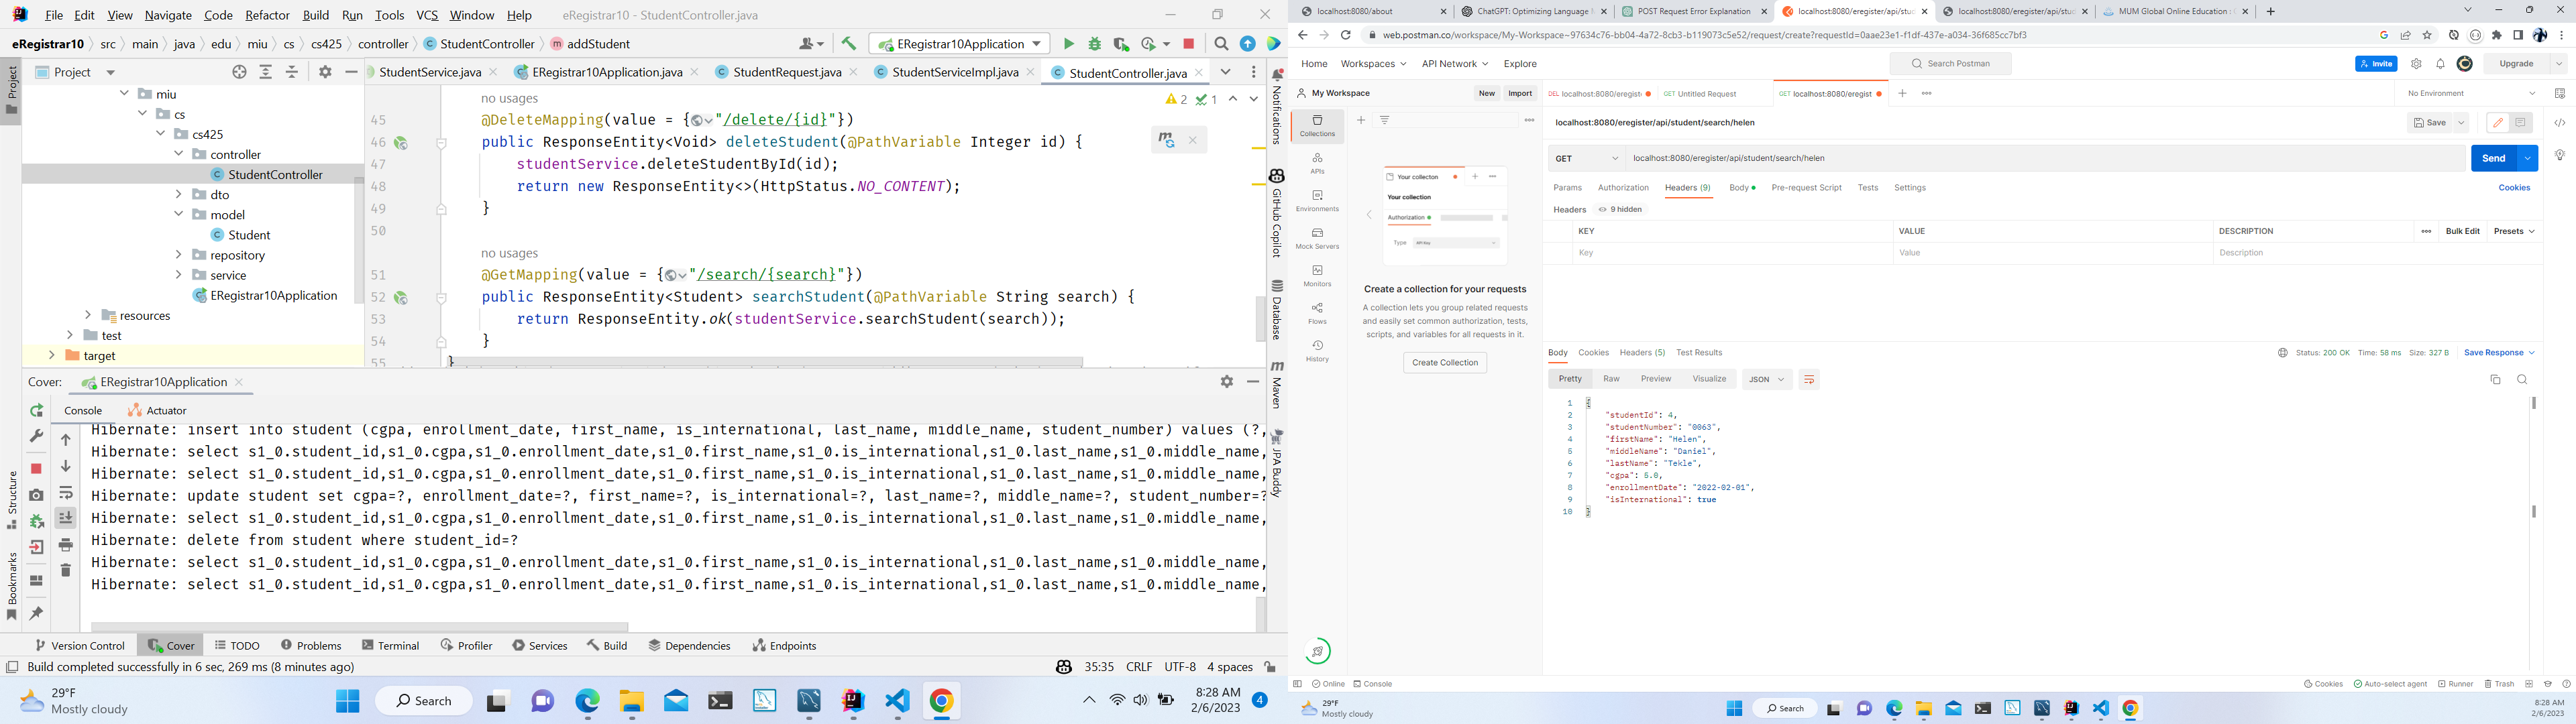 File Edit View Navigate Code Refactor Build Run Tools VCS Window Help eRegistrar10 - StudentController.java
eRegistrar10 src main java edu miu cs cs425 controller StudentController addStudent ERegistrar10Application
Project
StudentService.java ERegistrar10Application.java StudentRequest.java StudentServiceImpl.java StudentController.java
Project
miu
cs
cs425
controller
StudentController
dto
model
Student
repository
service
ERegistrar10Application
resources
test
target
no usages
2 1
45 @DeleteMapping(value = {"/delete/{id}"})
46 public ResponseEntity<Void> deleteStudent(@PathVariable Integer id) {
47 studentService.deleteStudentById(id);
48 return new ResponseEntity<>(HttpStatus.NO_CONTENT);
49 }
50
no usages
51 @GetMapping(value = {"/search/{search}"})
52 public ResponseEntity<Student> searchStudent(@PathVariable String search) {
53 return ResponseEntity.ok(studentService.searchStudent(search));
54 }
55 }
Notifications
GitHub Copilot
Database
Maven
JPA Buddy
Cover: ERegistrar10Application
Console Actuator
Hibernate: insert into student (cgpa, enrollment_date, first_name, is_international, last_name, middle_name, student_number) values (?,
Hibernate: select s1_0.student_id,s1_0.cgpa,s1_0.enrollment_date,s1_0.first_name,s1_0.is_international,s1_0.last_name,s1_0.middle_name,
Hibernate: select s1_0.student_id,s1_0.cgpa,s1_0.enrollment_date,s1_0.first_name,s1_0.is_international,s1_0.last_name,s1_0.middle_name,
Hibernate: update student set cgpa=?, enrollment_date=?, first_name=?, is_international=?, last_name=?, middle_name=?, student_number=?
Hibernate: select s1_0.student_id,s1_0.cgpa,s1_0.enrollment_date,s1_0.first_name,s1_0.is_international,s1_0.last_name,s1_0.middle_name,
Hibernate: delete from student where student_id=?
Hibernate: select s1_0.student_id,s1_0.cgpa,s1_0.enrollment_date,s1_0.first_name,s1_0.is_international,s1_0.last_name,s1_0.middle_name,
Hibernate: select s1_0.student_id,s1_0.cgpa,s1_0.enrollment_date,s1_0.first_name,s1_0.is_international,s1_0.last_name,s1_0.middle_name,
Structure
Bookmarks
Version Control Cover TODO Problems Terminal Profiler Services Build Dependencies Endpoints
Build completed successfully in 6 sec, 269 ms (8 minutes ago) 35:35 CRLF UTF-8 4 spaces
29°F
Mostly cloudy
Search
8:28 AM
2/6/2023
4
localhost:8080/about ChatGPT: Optimizing Language POST Request Error Explanation localhost:8080/eregister/api/stud localhost:8080/eregister/api/stud MUM Global Online Education :
web.postman.co/workspace/My-Workspace~97634c76-bb04-4a72-8cb3-b119073c5e52/request/create?requestId=0aae23e1-f1df-437e-a034-36f685cc7bf3
Home Workspaces API Network Explore Search Postman Invite Upgrade
My Workspace New Import DEL localhost:8080/eregist GET Untitled Request GET localhost:8080/eregist No Environment
Collections
APIs
Environments
Mock Servers
Monitors
Flows
History
Your collection
Your collection
Authorization
Type API Key
Create a collection for your requests
A collection lets you group related requests
and easily set common authorization, tests,
scripts, and variables for all requests in it.
Create Collection
localhost:8080/eregister/api/student/search/helen Save
GET localhost:8080/eregister/api/student/search/helen Send
Params Authorization Headers (9) Body Pre-request Script Tests Settings Cookies
Headers 9 hidden
KEY VALUE DESCRIPTION Bulk Edit Presets
Key Value Description
Body Cookies Headers (5) Test Results Status: 200 OK Time: 58 ms Size: 327 B Save Response
Pretty Raw Preview Visualize JSON
1 {
2 "studentId": 4,
3 "studentNumber": "0063",
4 "firstName": "Helen",
5 "middleName": "Daniel",
6 "lastName": "Tekle",
7 "cgpa": 5.0,
8 "enrollmentDate": "2022-02-01",
9 "isInternational": true
10 }
Online Console Cookies Auto-select agent Runner Trash
29°F
Mostly cloudy
Search
8:28 AM
2/6/2023